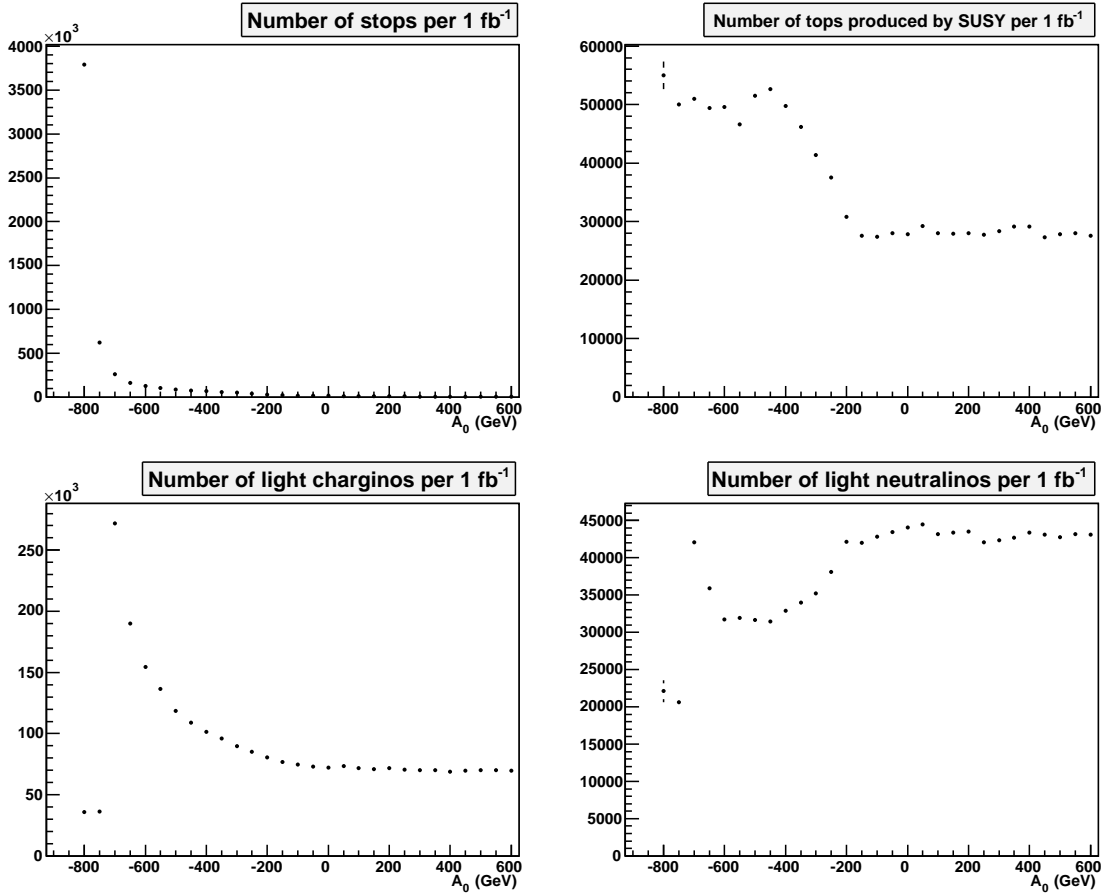 Number of stops per 1 fb⁻¹
×10³
4000
3500
3000
2500
2000
1500
1000
500
0
-800 -600 -400 -200 0 200 400 600
A₀ (GeV)
Number of tops produced by SUSY per 1 fb⁻¹
60000
50000
40000
30000
20000
10000
0
-800 -600 -400 -200 0 200 400 600
A₀ (GeV)
Number of light charginos per 1 fb⁻¹
×10³
250
200
150
100
50
0
-800 -600 -400 -200 0 200 400 600
A₀ (GeV)
Number of light neutralinos per 1 fb⁻¹
45000
40000
35000
30000
25000
20000
15000
10000
5000
0
-800 -600 -400 -200 0 200 400 600
A₀ (GeV)